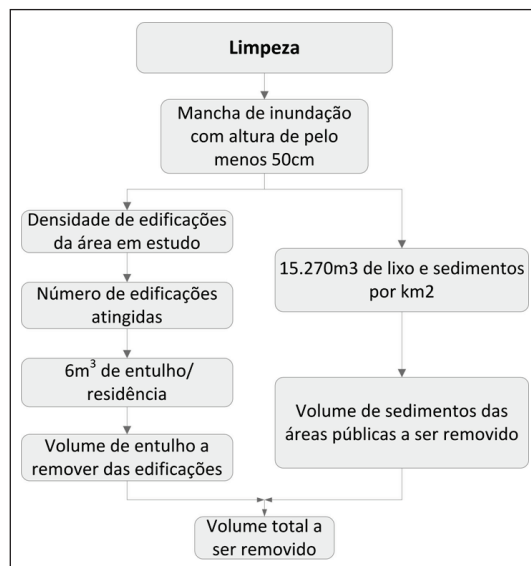 Limpeza
Mancha de inundação
com altura de pelo
menos 50cm
Densidade de edificações
da área em estudo
Número de edificações
atingidas
6m³ de entulho/
residência
Volume de entulho a
remover das edificações
15.270m3 de lixo e sedimentos
por km2
Volume de sedimentos das
áreas públicas a ser removido
Volume total a
ser removido